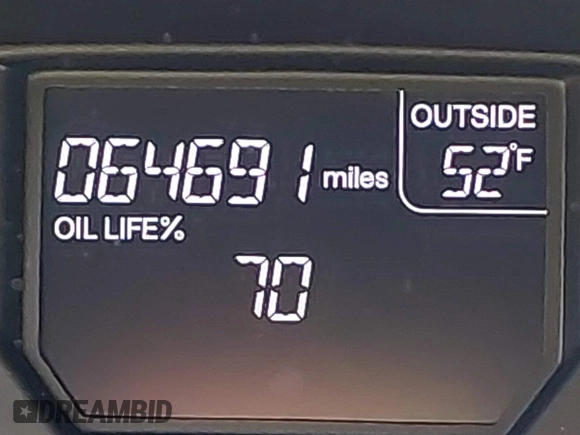 OUTSIDE
064691 miles
52°F
OIL LIFE%
70
DREAMBID